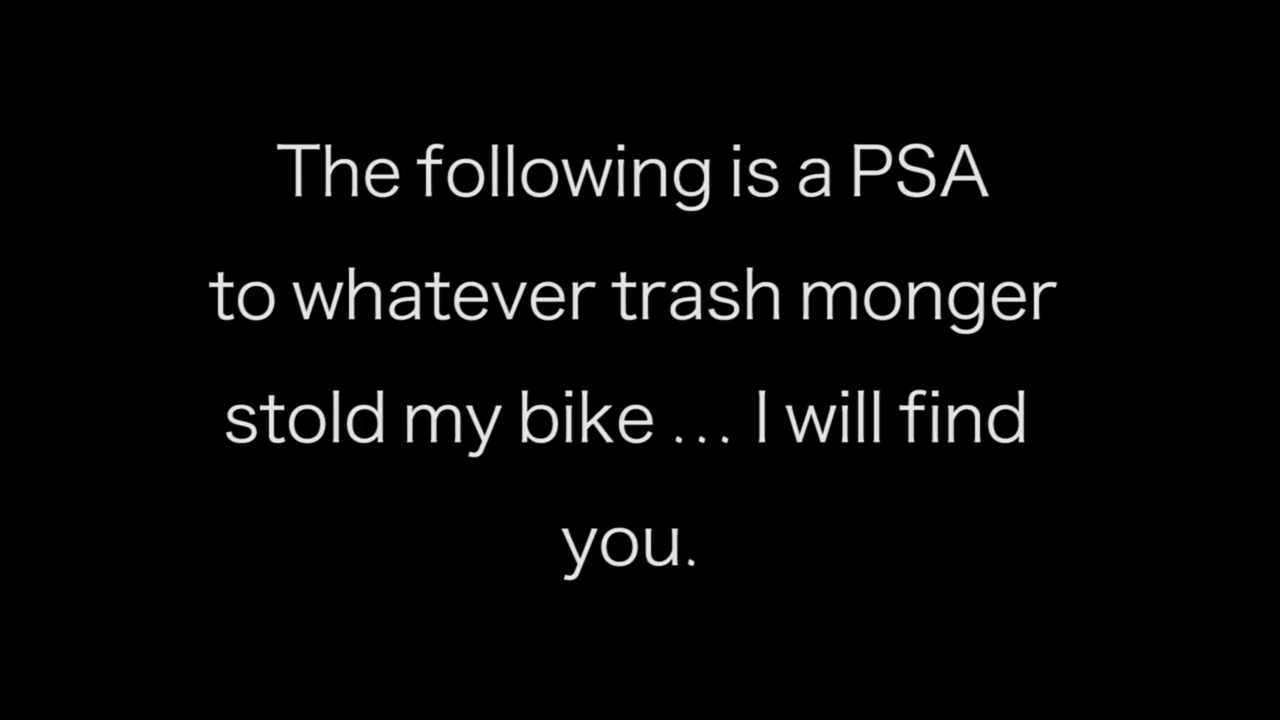 The following is a PSA
to whatever trash monger
stold my bike ... I will find
you.